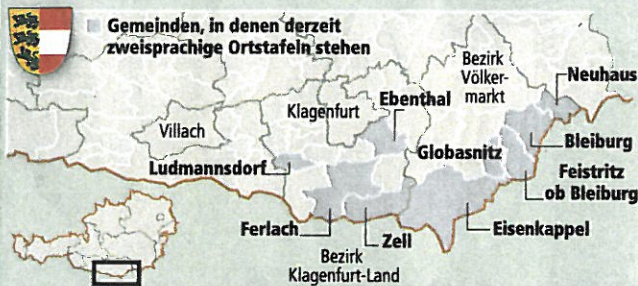 Gemeinden, in denen derzeit
zweisprachige Ortstafeln stehen
Bezirk
Völker-
markt
Neuhaus
Klagenfurt
Ebenthal
Villach
Ludmannsdorf
Globasnitz
Bleiburg
Feistritz
ob Bleiburg
Ferlach
Zell
Eisenkappel
Bezirk
Klagenfurt-Land